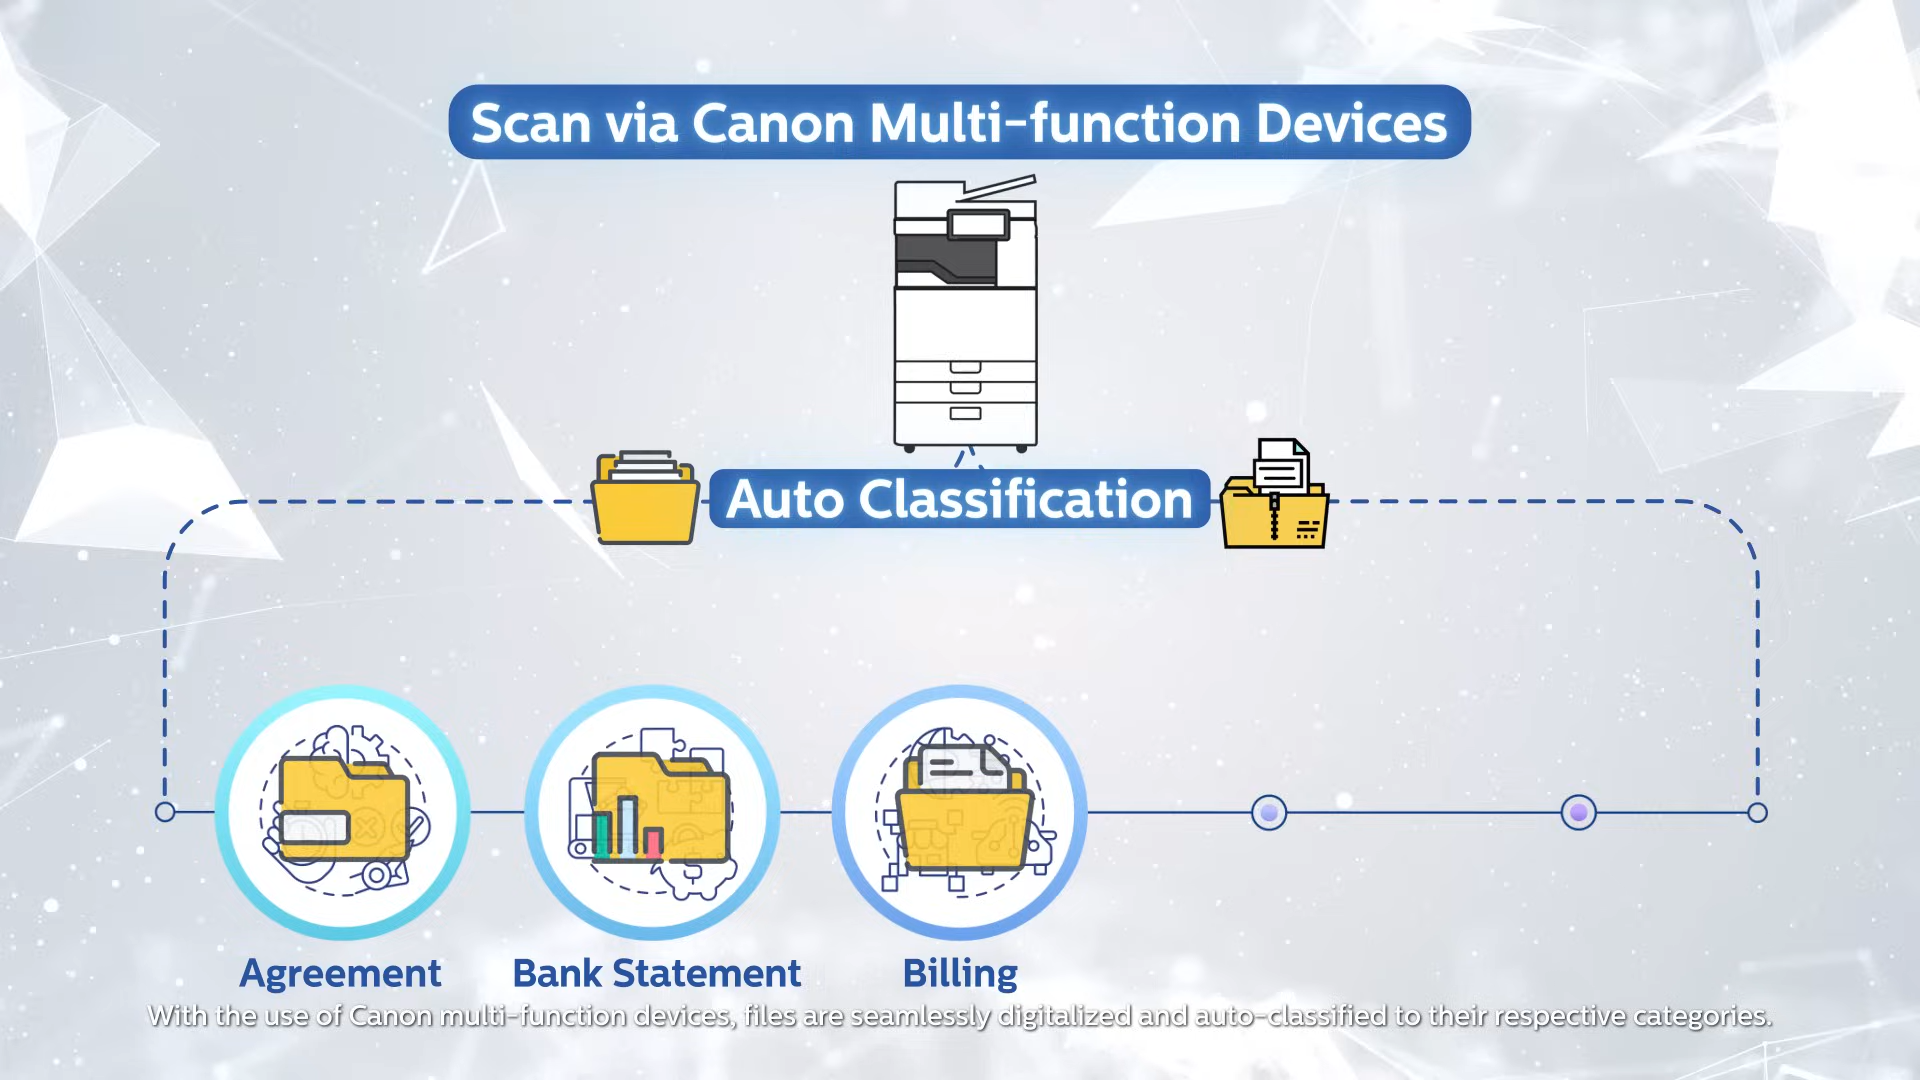 Scan via Canon Multi-function Devices
Auto Classification
Agreement
Bank Statement
Billing
With the use of Canon multi-function devices, files are seamlessly digitalized and auto-classified to their respective categories.